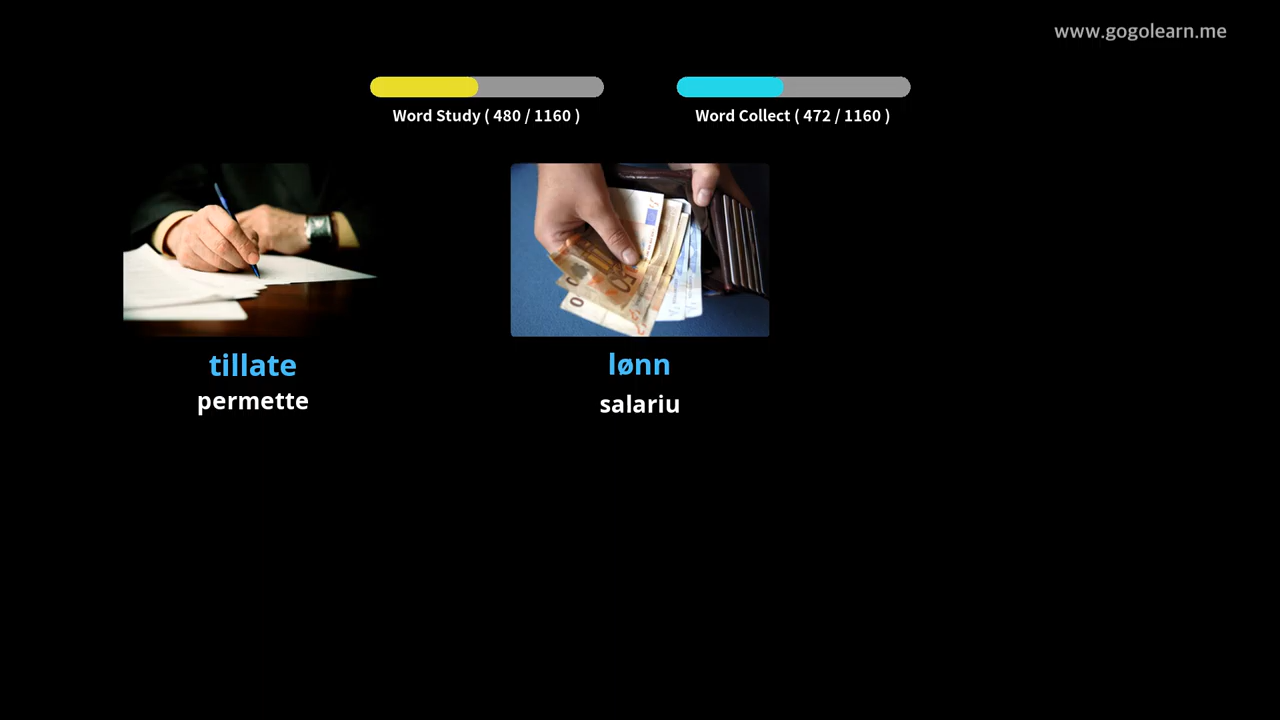 www.gogolearn.me
Word Study ( 480 / 1160 )
Word Collect ( 472 / 1160 )
tillate
permette
lønn
salariu